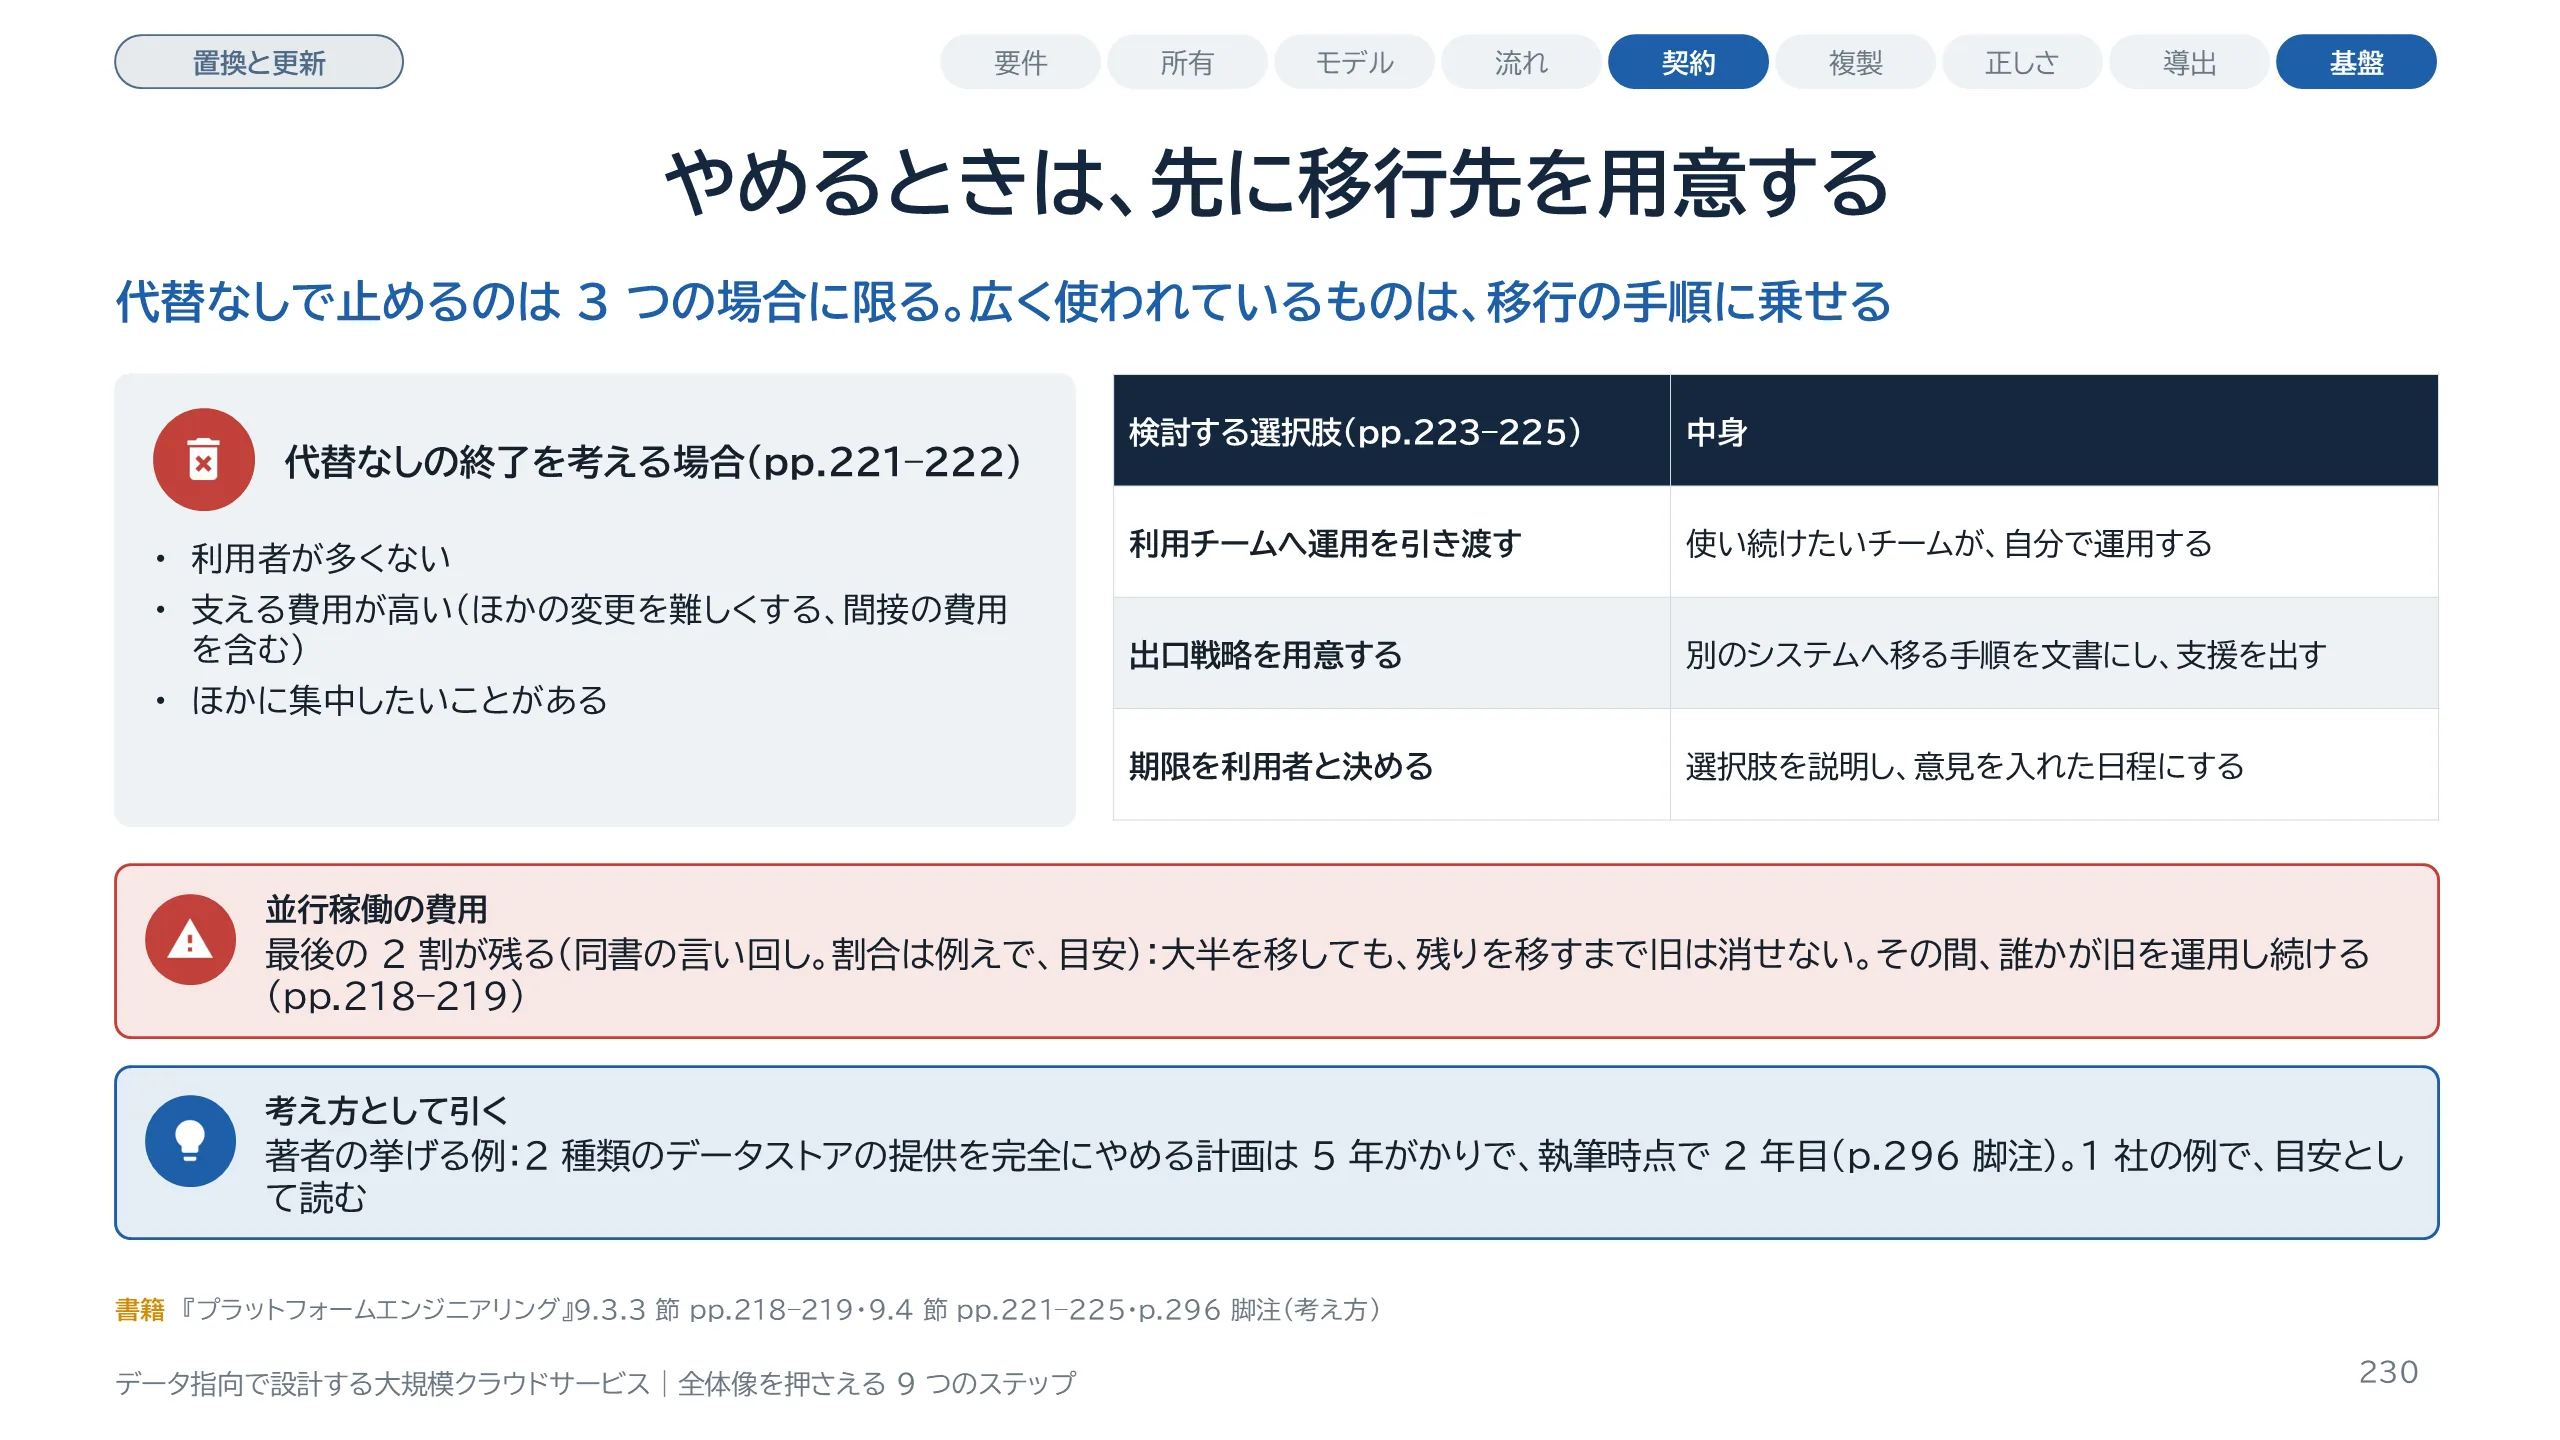 置換と更新
要件
所有
モデル
流れ
契約
複製
正しさ
導出
基盤
やめるときは、先に移行先を用意する
代替なしで止めるのは 3 つの場合に限る。広く使われているものは、移行の手順に乗せる
代替なしの終了を考える場合(pp.221–222)
・ 利用者が多くない
・ 支える費用が高い(ほかの変更を難しくする、間接の費用
を含む)
・ ほかに集中したいことがある
検討する選択肢(pp.223–225)
中身
利用チームへ運用を引き渡す
使い続けたいチームが、自分で運用する
出口戦略を用意する
別のシステムへ移る手順を文書にし、支援を出す
期限を利用者と決める
選択肢を説明し、意見を入れた日程にする
並行稼働の費用
最後の 2 割が残る(同書の言い回し。割合は例えで、目安):大半を移しても、残りを移すまで旧は消せない。その間、誰かが旧を運用し続ける
(pp.218–219)
考え方として引く
著者の挙げる例:2 種類のデータストアの提供を完全にやめる計画は 5 年がかりで、執筆時点で 2 年目(p.296 脚注)。1 社の例で、目安とし
て読む
書籍 『プラットフォームエンジニアリング』9.3.3 節 pp.218–219・9.4 節 pp.221–225・p.296 脚注(考え方)
データ指向で設計する大規模クラウドサービス|全体像を押さえる 9 つのステップ
230